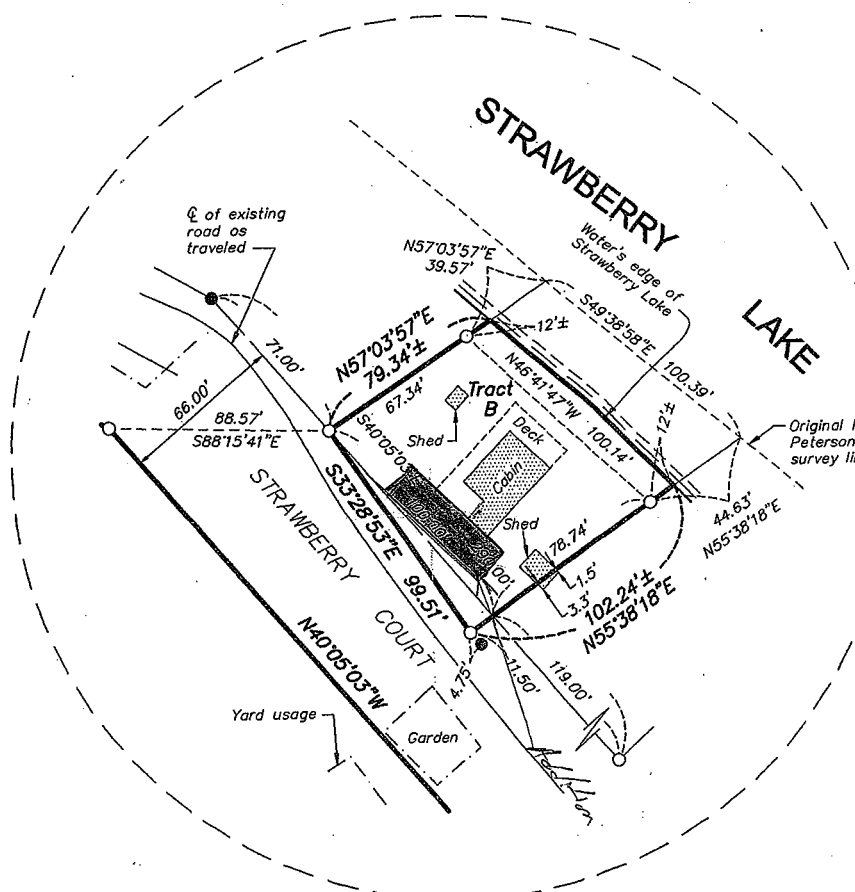 STRAWBERRY
LAKE
℄ of existing
road as
traveled
N57°03'57"E
39.57'
Water's edge of
Strawberry Lake
S49°38'58"E
100.39'
12'±
71.00'
N57°03'57"E
79.34'±
67.34'
N46°41'47"W
100.14'
Tract
B
66.00'
88.57'
S88°15'41"E
Shed
Deck
Cabin
12'±
Original
Peterson
survey li
S40°05'03"E
44.63'
N55°38'18"E
STRAWBERRY
COURT
S33°28'53"E
99.51'
Shed
78.74'
1.5'
3.3'
102.24'±
N55°38'18"E
N40°05'03"W
4.75'
11.50'
119.00'
Yard usage
Garden
Addition